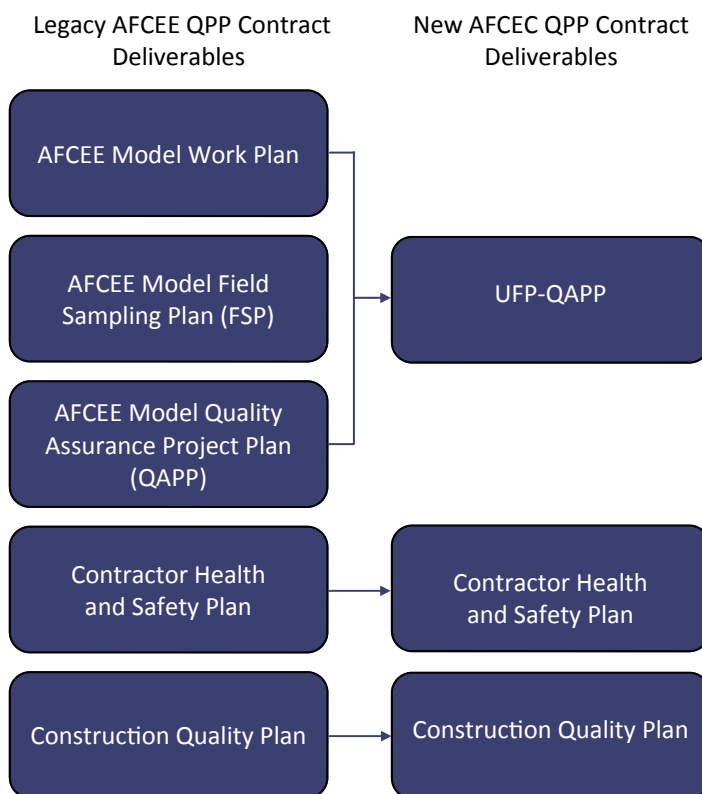 Legacy AFCEE QPP Contract
Deliverables
New AFCEC QPP Contract
Deliverables
AFCEE Model Work Plan
AFCEE Model Field
Sampling Plan (FSP)
UFP-QAPP
AFCEE Model Quality
Assurance Project Plan
(QAPP)
Contractor Health
and Safety Plan
Contractor Health
and Safety Plan
Construction Quality Plan
Construction Quality Plan